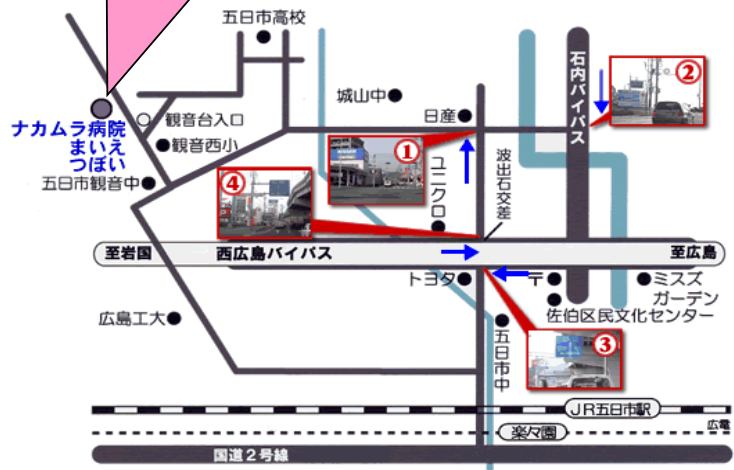 五日市高校
石内バイパス
②
城山中
日産
観音台入口
ナカムラ病院
まいえ
つぼい
観音西小
五日市観音中
①
ユニクロ
波出石交差
④
至岩国
西広島バイパス
至広島
トヨタ
〒
ミスズ
ガーデン
佐伯区民文化センター
広島工大
五日市中
③
JR五日市駅
広電
楽々園
国道2号線